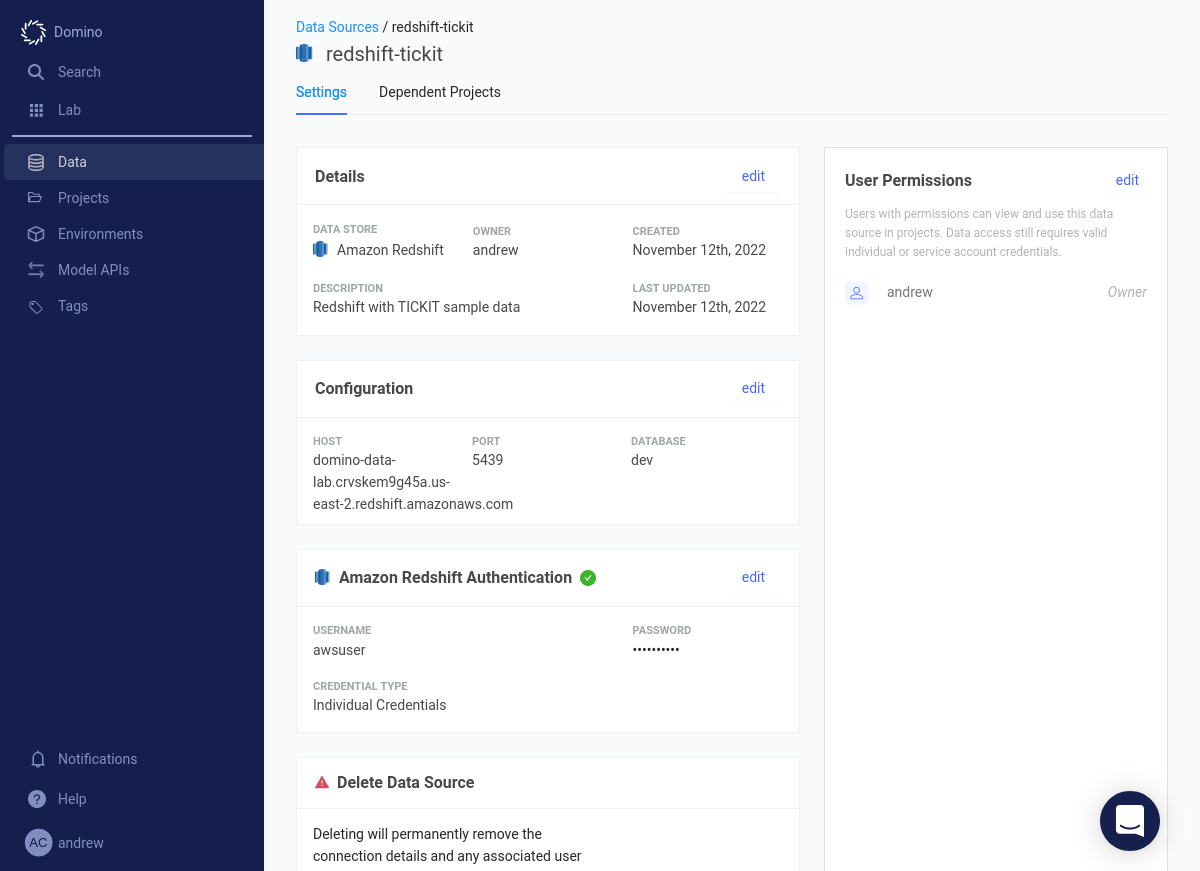 Domino
Search
Lab
Data
Projects
Environments
Model APIs
Tags
Notifications
?
Help
AC
andrew
Data Sources / redshift-tickit
redshift-tickit
Settings
Dependent Projects
Details
edit
DATA STORE
OWNER
CREATED
Amazon Redshift
andrew
November 12th, 2022
DESCRIPTION
LAST UPDATED
Redshift with TICKIT sample data
November 12th, 2022
Configuration
edit
HOST
PORT
DATABASE
domino-data-
lab.crvskem9g45a.us-
east-2.redshift.amazonaws.com
5439
dev
Amazon Redshift Authentication
edit
USERNAME
PASSWORD
awsuser
••••••••••
CREDENTIAL TYPE
Individual Credentials
Delete Data Source
Deleting will permanently remove the
connection details and any associated user
User Permissions
edit
Users with permissions can view and use this data
source in projects. Data access still requires valid
individual or service account credentials.
andrew
Owner